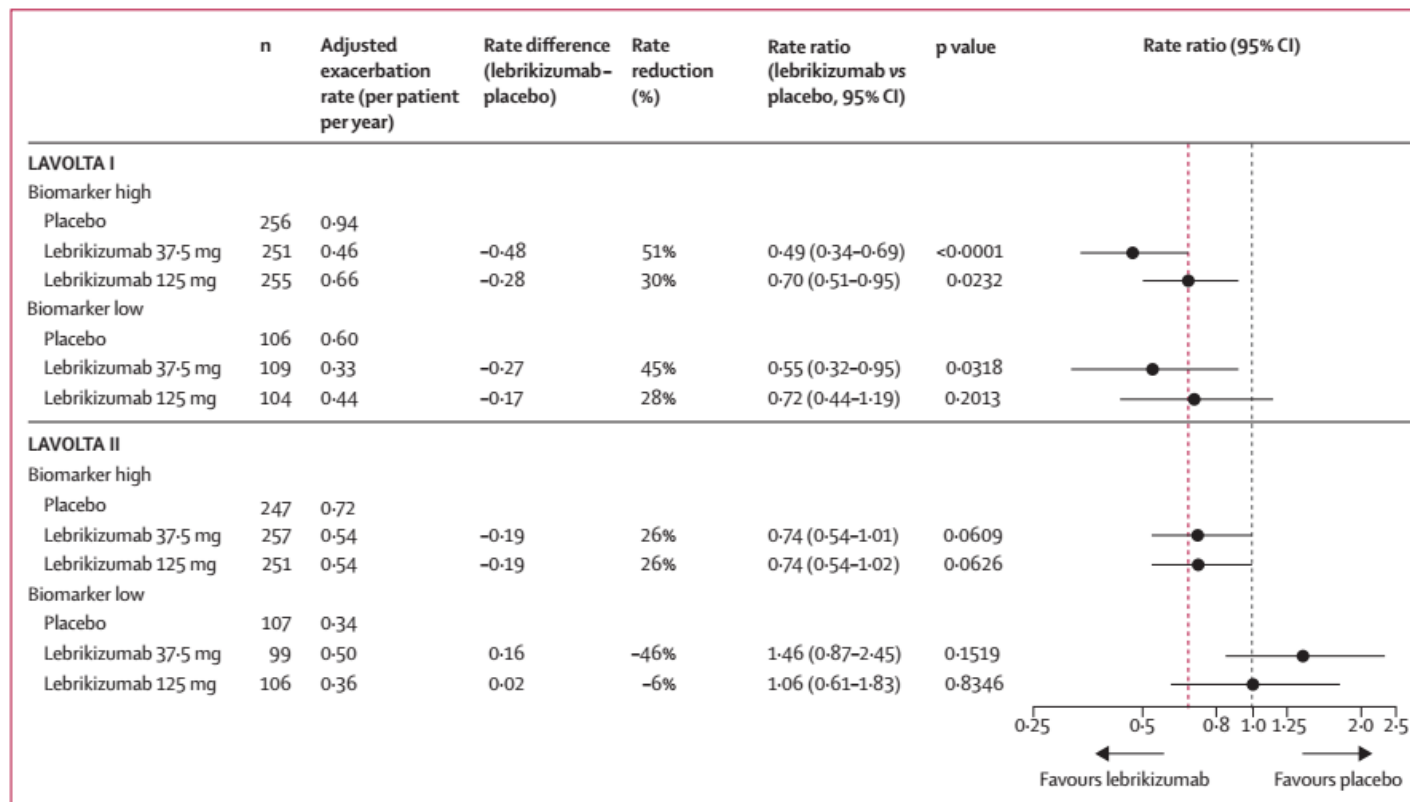 n Adjusted exacerbation rate (per patient per year) Rate difference (lebrikizumab–placebo) Rate reduction (%) Rate ratio (lebrikizumab vs placebo, 95% CI) p value Rate ratio (95% CI)
LAVOLTA I
Biomarker high
Placebo 256 0·94
Lebrikizumab 37·5 mg 251 0·46 –0·48 51% 0·49 (0·34–0·69) <0·0001
Lebrikizumab 125 mg 255 0·66 –0·28 30% 0·70 (0·51–0·95) 0·0232
Biomarker low
Placebo 106 0·60
Lebrikizumab 37·5 mg 109 0·33 –0·27 45% 0·55 (0·32–0·95) 0·0318
Lebrikizumab 125 mg 104 0·44 –0·17 28% 0·72 (0·44–1·19) 0·2013
LAVOLTA II
Biomarker high
Placebo 247 0·72
Lebrikizumab 37·5 mg 257 0·54 –0·19 26% 0·74 (0·54–1·01) 0·0609
Lebrikizumab 125 mg 251 0·54 –0·19 26% 0·74 (0·54–1·02) 0·0626
Biomarker low
Placebo 107 0·34
Lebrikizumab 37·5 mg 99 0·50 0·16 –46% 1·46 (0·87–2·45) 0·1519
Lebrikizumab 125 mg 106 0·36 0·02 –6% 1·06 (0·61–1·83) 0·8346
0·25 0·5 0·8 1·0 1·25 2·0 2·5
Favours lebrikizumab Favours placebo